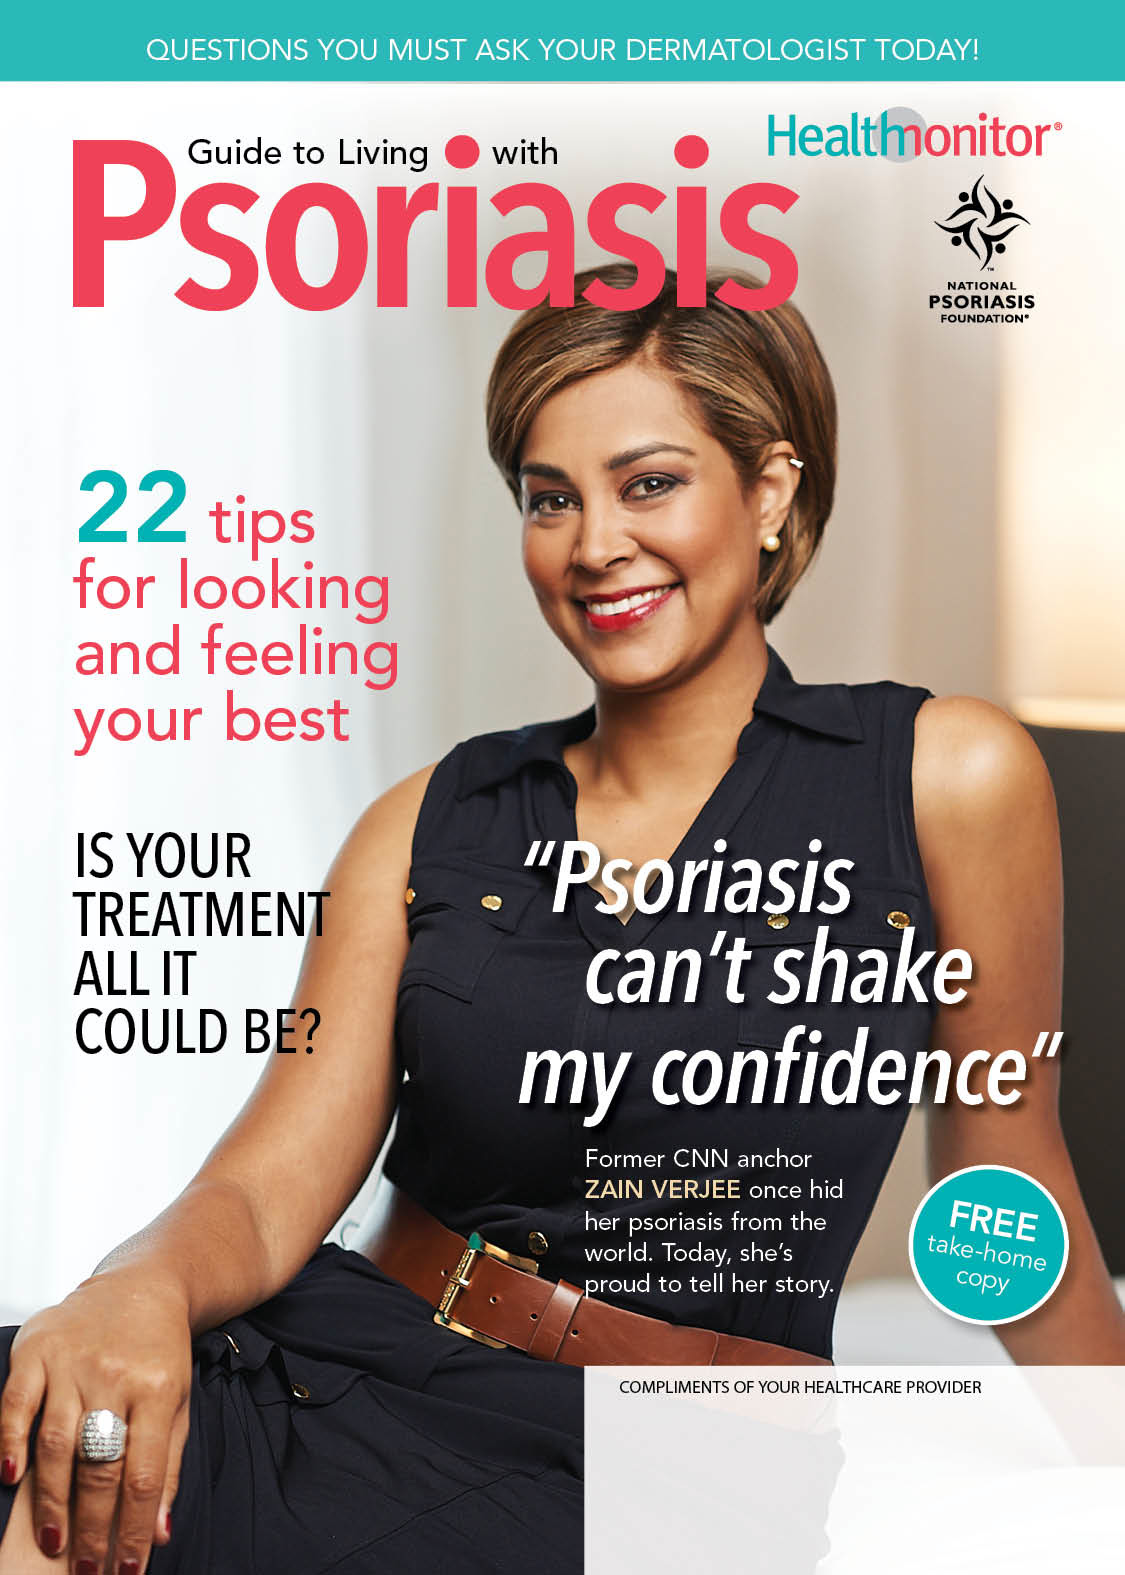 QUESTIONS YOU MUST ASK YOUR DERMATOLOGIST TODAY!
Guide to Living with
Psoriasis
Healthmonitor®
™
NATIONAL
PSORIASIS
FOUNDATION®
22 tips
for looking
and feeling
your best
IS YOUR
TREATMENT
ALL IT
COULD BE?
“Psoriasis
can’t shake
my confidence”
Former CNN anchor
ZAIN VERJEE once hid
her psoriasis from the
world. Today, she’s
proud to tell her story.
FREE
take-home
copy
COMPLIMENTS OF YOUR HEALTHCARE PROVIDER